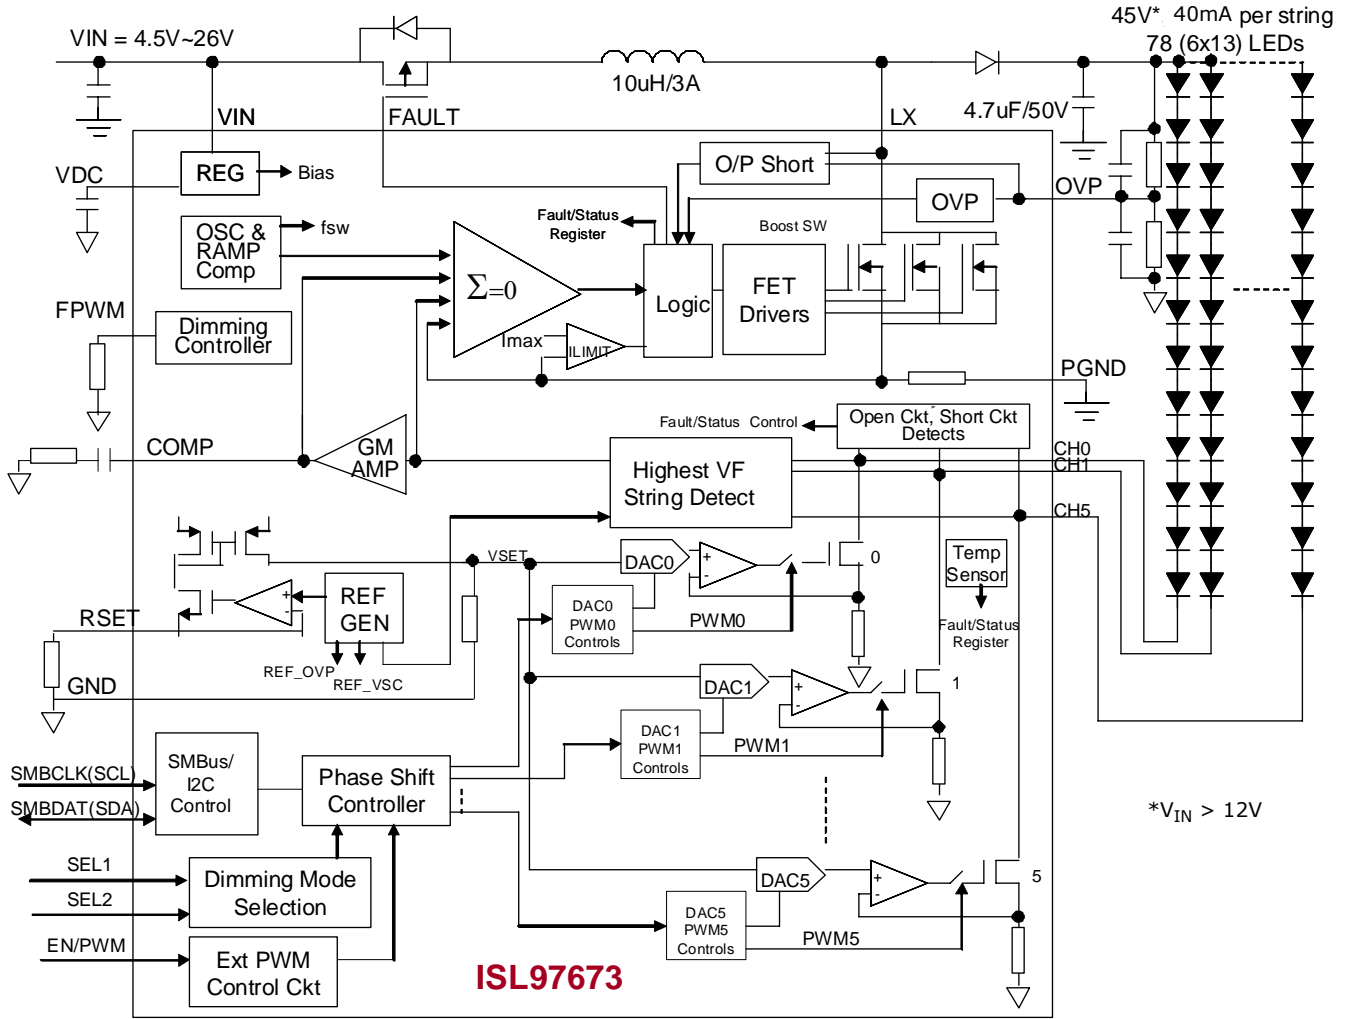 45V* 40mA per string
78 (6x13) LEDs
VIN = 4.5V~26V
10uH/3A
4.7uF/50V
VIN
FAULT
LX
VDC
REG
Bias
O/P Short
OVP
OVP
OSC &
RAMP
Comp
fsw
Fault/Status
Register
Boost SW
Σ=0
Logic
FET
Drivers
FPWM
Dimming
Controller
Imax
ILIMIT
PGND
Fault/Status Control
Open Ckt, Short Ckt
Detects
COMP
GM
AMP
Highest VF
String Detect
CH0
CH1
CH5
VSET
DAC0
+
-
0
Temp
Sensor
Fault/Status
Register
REF
GEN
+
-
RSET
REF_OVP
REF_VSC
DAC0
PWM0
Controls
PWM0
GND
DAC1
+
-
1
DAC1
PWM1
Controls
PWM1
SMBCLK(SCL)
SMBDAT(SDA)
SMBus/
I2C
Control
Phase Shift
Controller
*VIN > 12V
SEL1
SEL2
Dimming Mode
Selection
DAC5
+
-
5
DAC5
PWM5
Controls
PWM5
EN/PWM
Ext PWM
Control Ckt
ISL97673